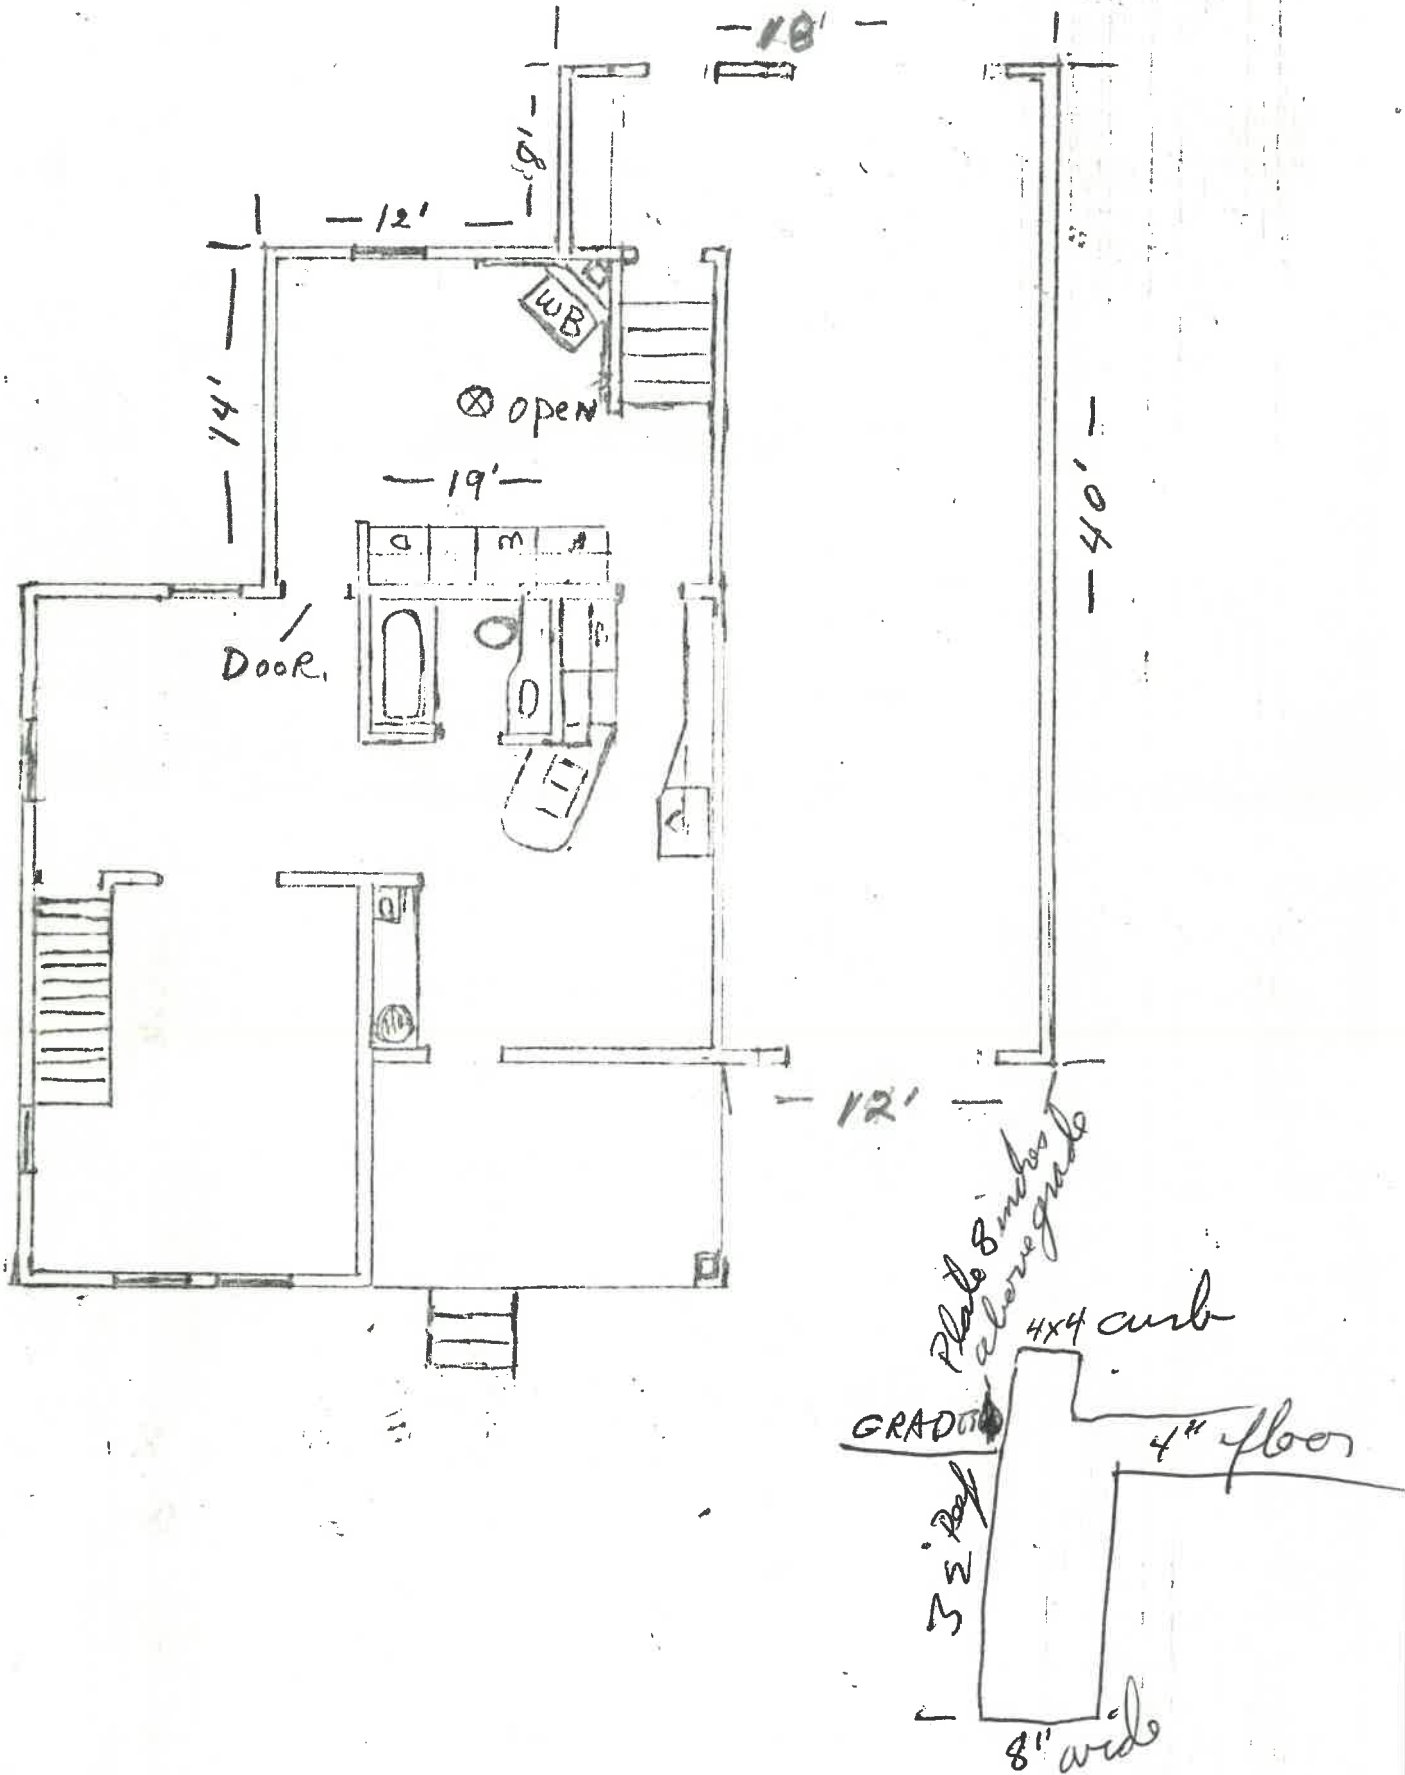 18'
8'
12'
WB
14'
⊗ open
19'
40'
D
3
DOOR.
12'
Plate 8 inches
above grade
4x4 curb
GRADE
4" floor
8" wide